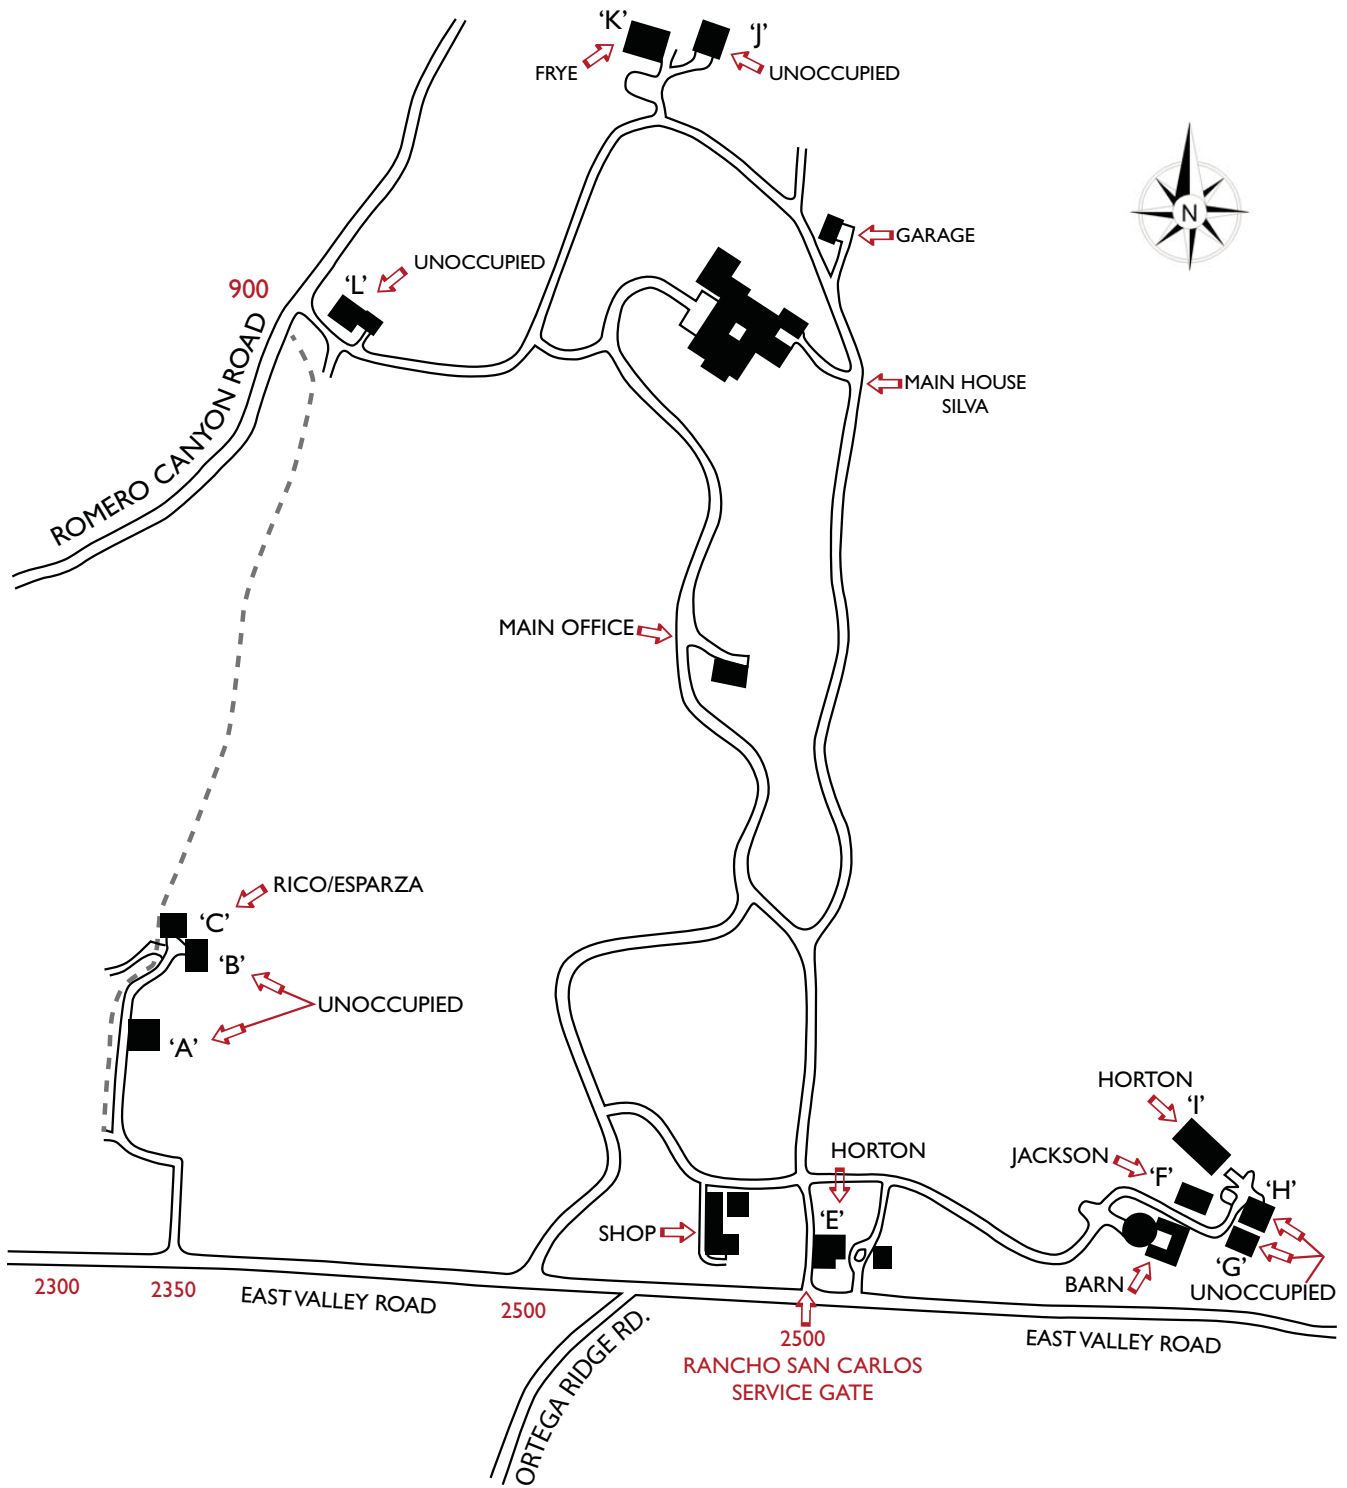 ‘K’
‘J’
FRYE
UNOCCUPIED
N
GARAGE
UNOCCUPIED
‘L’
900
ROMERO CANYON ROAD
MAIN HOUSE
SILVA
MAIN OFFICE
RICO/ESPARZA
‘C’
‘B’
UNOCCUPIED
‘A’
HORTON
‘I’
JACKSON
‘F’
HORTON
‘H’
‘E’
SHOP
‘G’
BARN
UNOCCUPIED
2300
2350
EAST VALLEY ROAD
2500
ORTEGA RIDGE RD.
2500
RANCHO SAN CARLOS
SERVICE GATE
EAST VALLEY ROAD